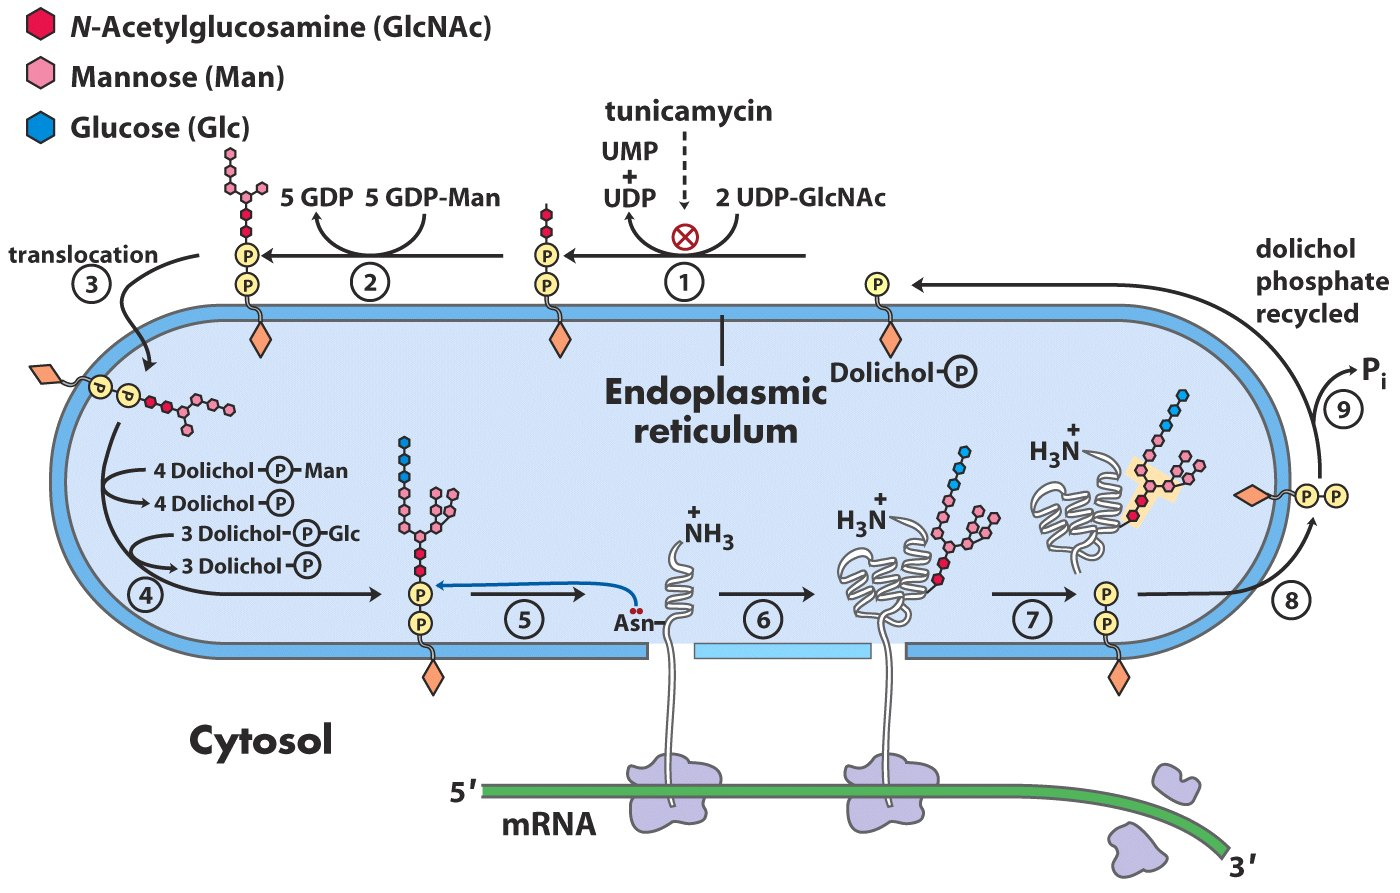 N-Acetylglucosamine (GlcNAc)
Mannose (Man)
Glucose (Glc)
tunicamycin
UMP
+
UDP
2 UDP-GlcNAc
5 GDP
5 GDP-Man
translocation
3
P
P
2
P
P
1
P
dolichol
phosphate
recycled
Dolichol-P
Endoplasmic
reticulum
Pi
9
P
P
4 Dolichol-P-Man
4 Dolichol-P
3 Dolichol-P-Glc
3 Dolichol-P
4
P
P
5
+
NH3
Asn
6
+
H3N
7
+
H3N
P
P
P
P
8
Cytosol
5′
mRNA
3′